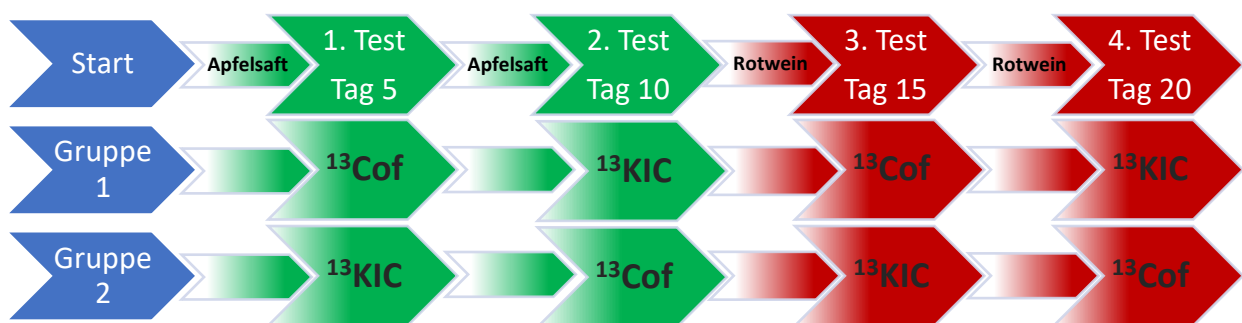 Start
Apfelsaft
1. Test
Tag 5
Apfelsaft
2. Test
Tag 10
Rotwein
3. Test
Tag 15
Rotwein
4. Test
Tag 20
Gruppe
1
¹³Cof
¹³KIC
¹³Cof
¹³KIC
Gruppe
2
¹³KIC
¹³Cof
¹³KIC
¹³Cof